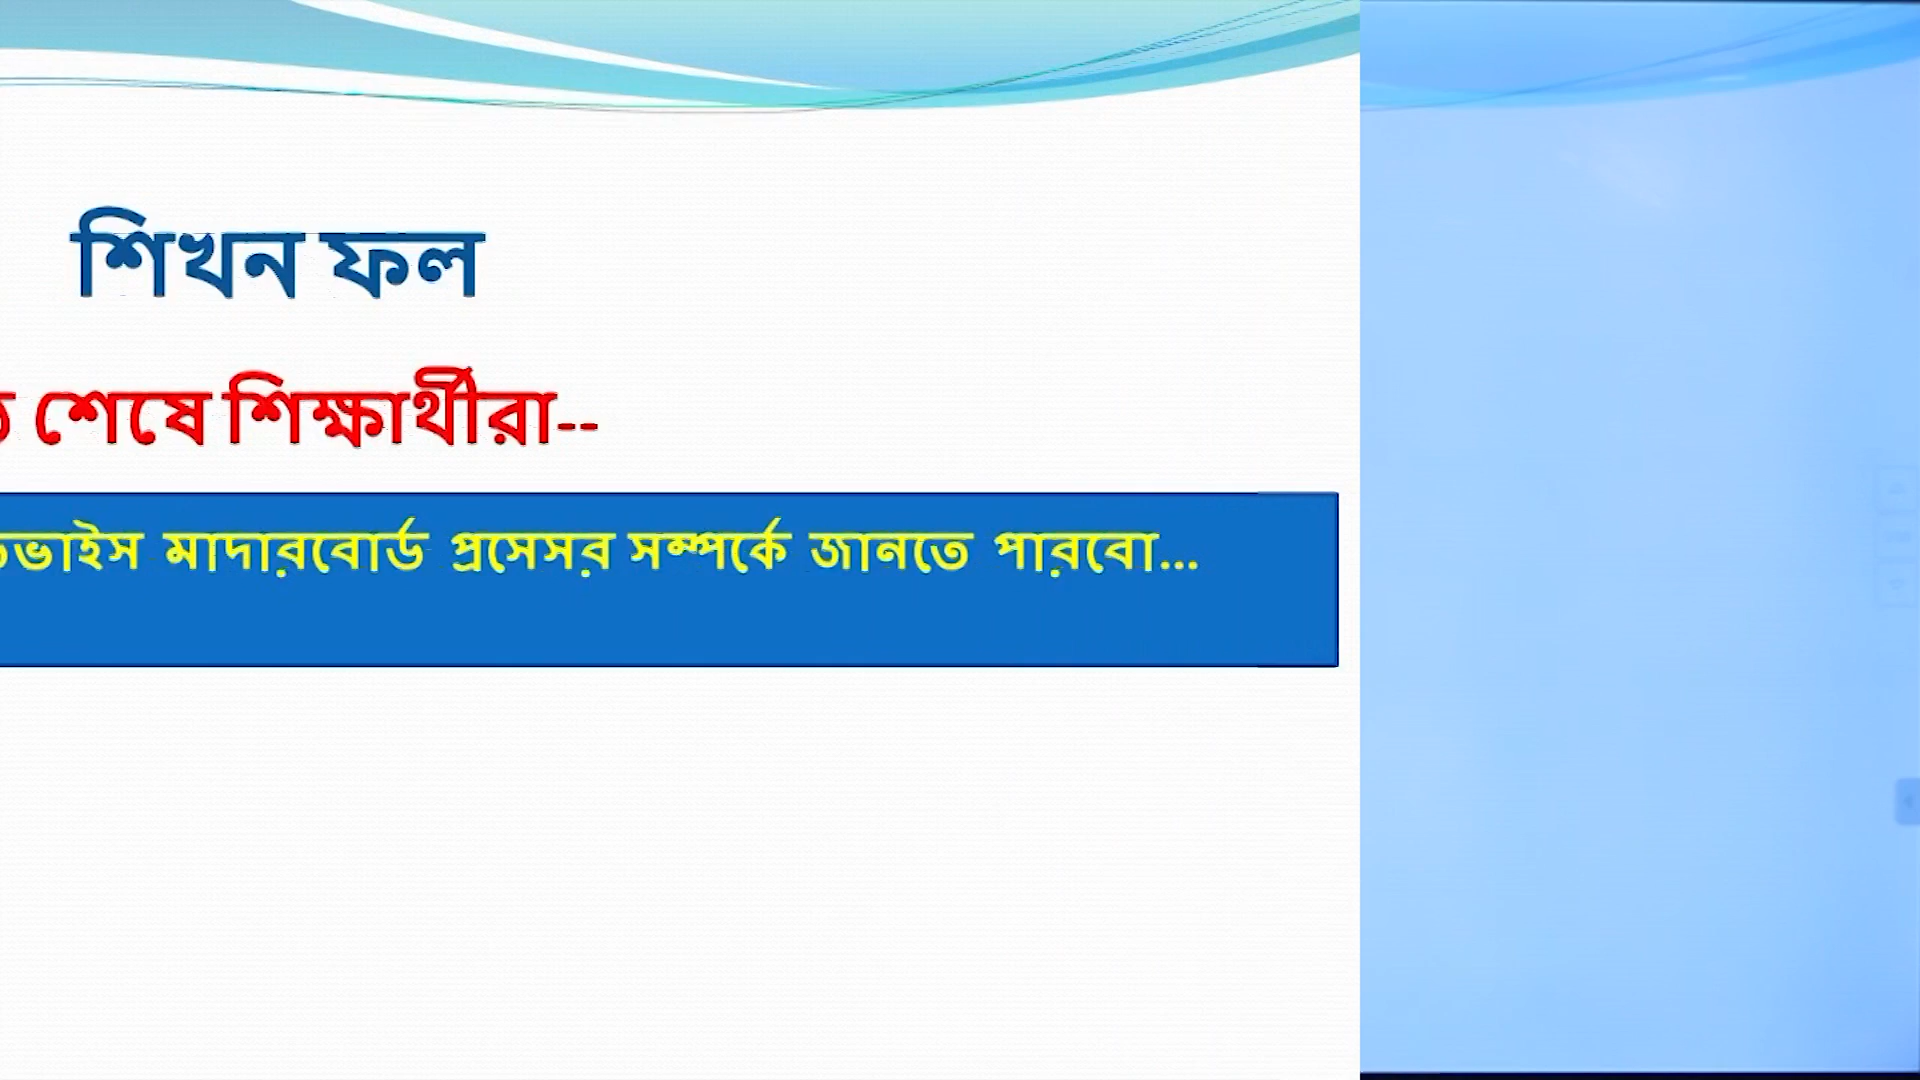 শিখন ফল
শেষে শিক্ষার্থীরা--
মাদারবোর্ড প্রসেসর সম্পর্কে জানতে পারবো...